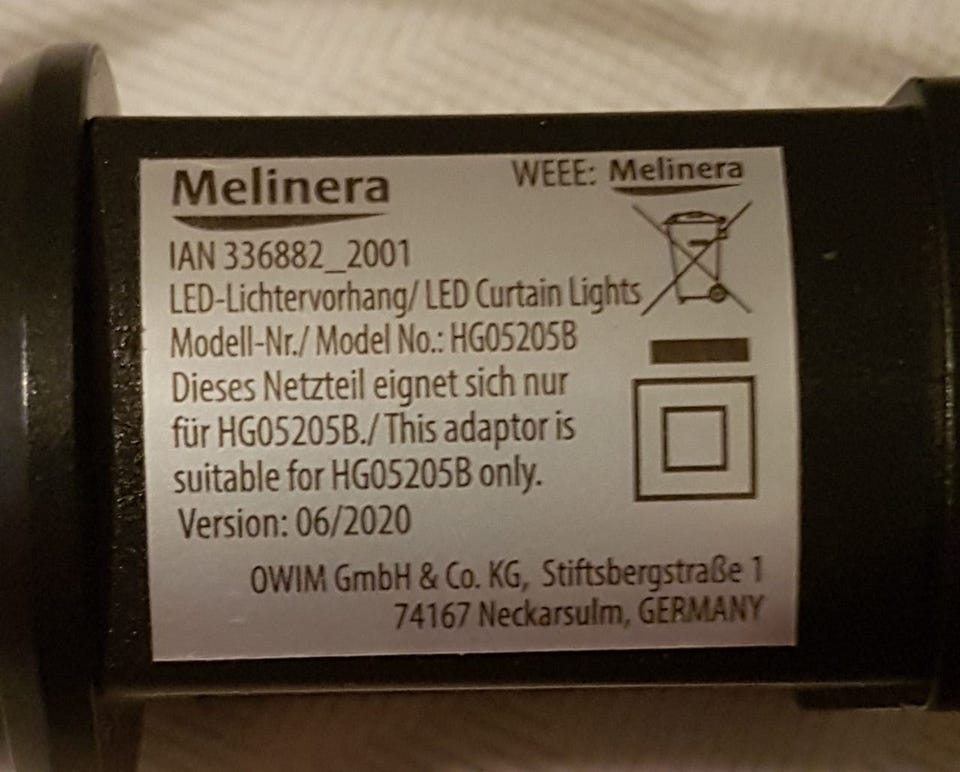 Melinera
WEEE: Melinera
IAN 336882_2001
LED-Lichtervorhang/ LED Curtain Lights
Modell-Nr./ Model No.: HG05205B
Dieses Netzteil eignet sich nur
für HG05205B./ This adaptor is
suitable for HG05205B only.
Version: 06/2020
OWIM GmbH & Co. KG, Stiftsbergstraße 1
74167 Neckarsulm, GERMANY